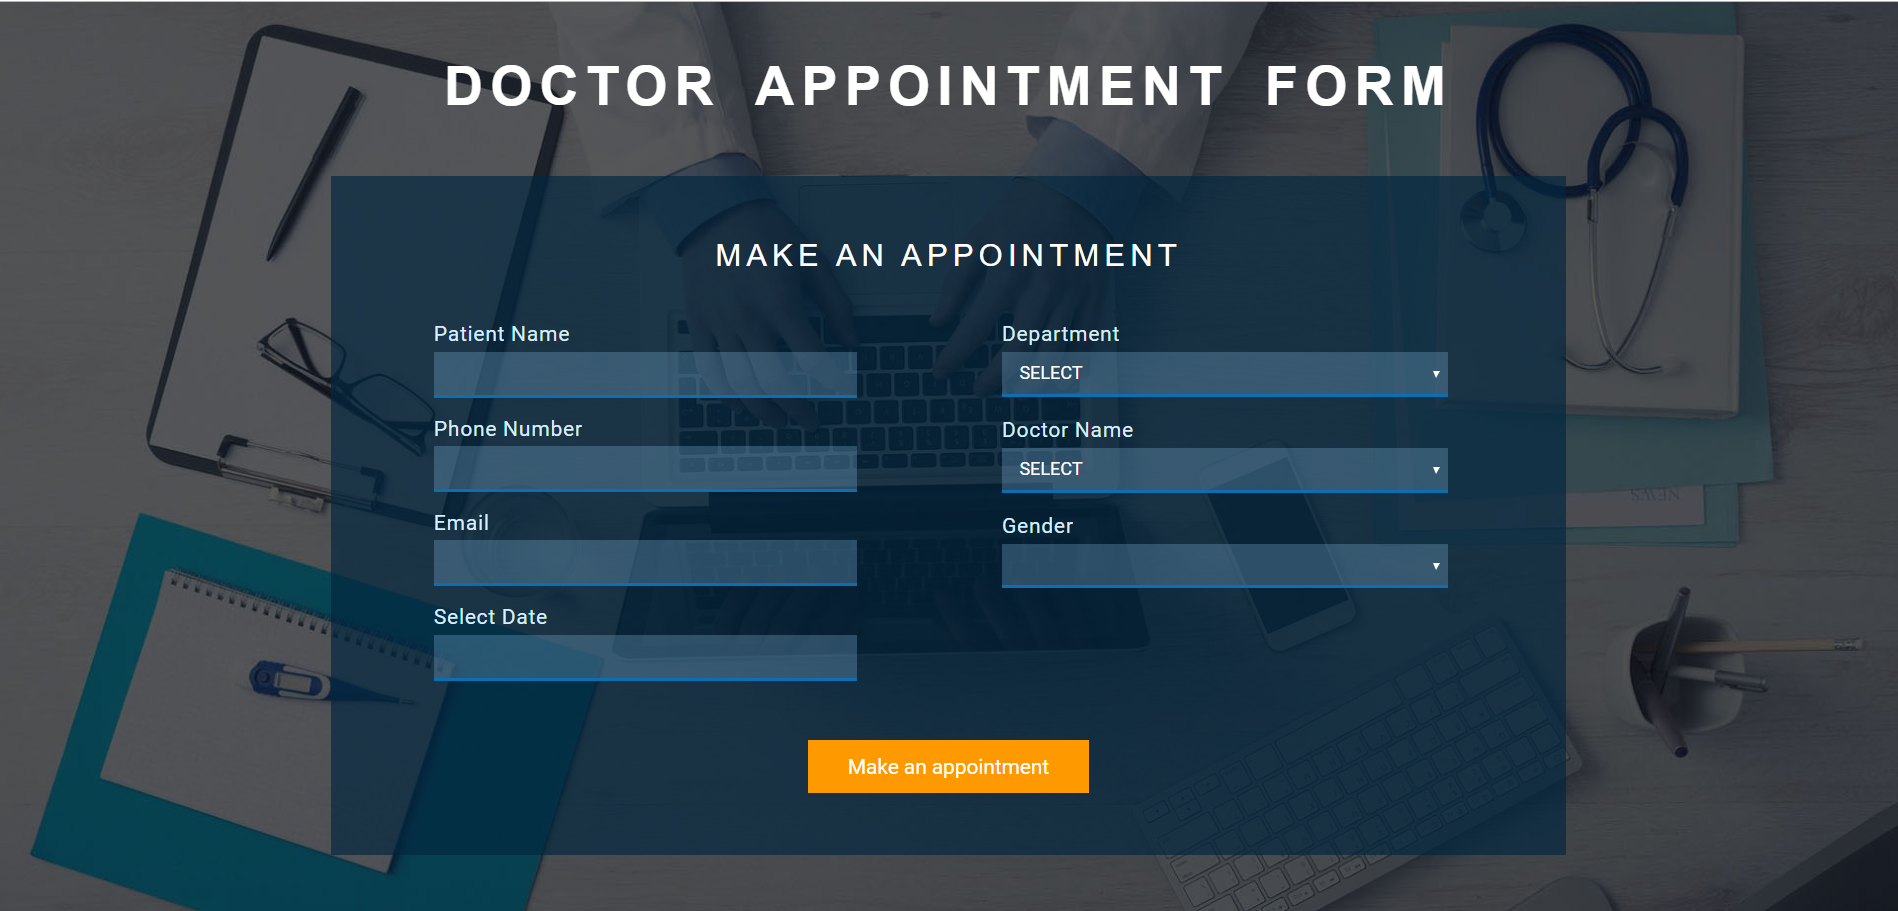 DOCTOR APPOINTMENT FORM
MAKE AN APPOINTMENT
Patient Name
Phone Number
Email
Select Date
Department
SELECT
Doctor Name
SELECT
Gender
Make an appointment
NEWS